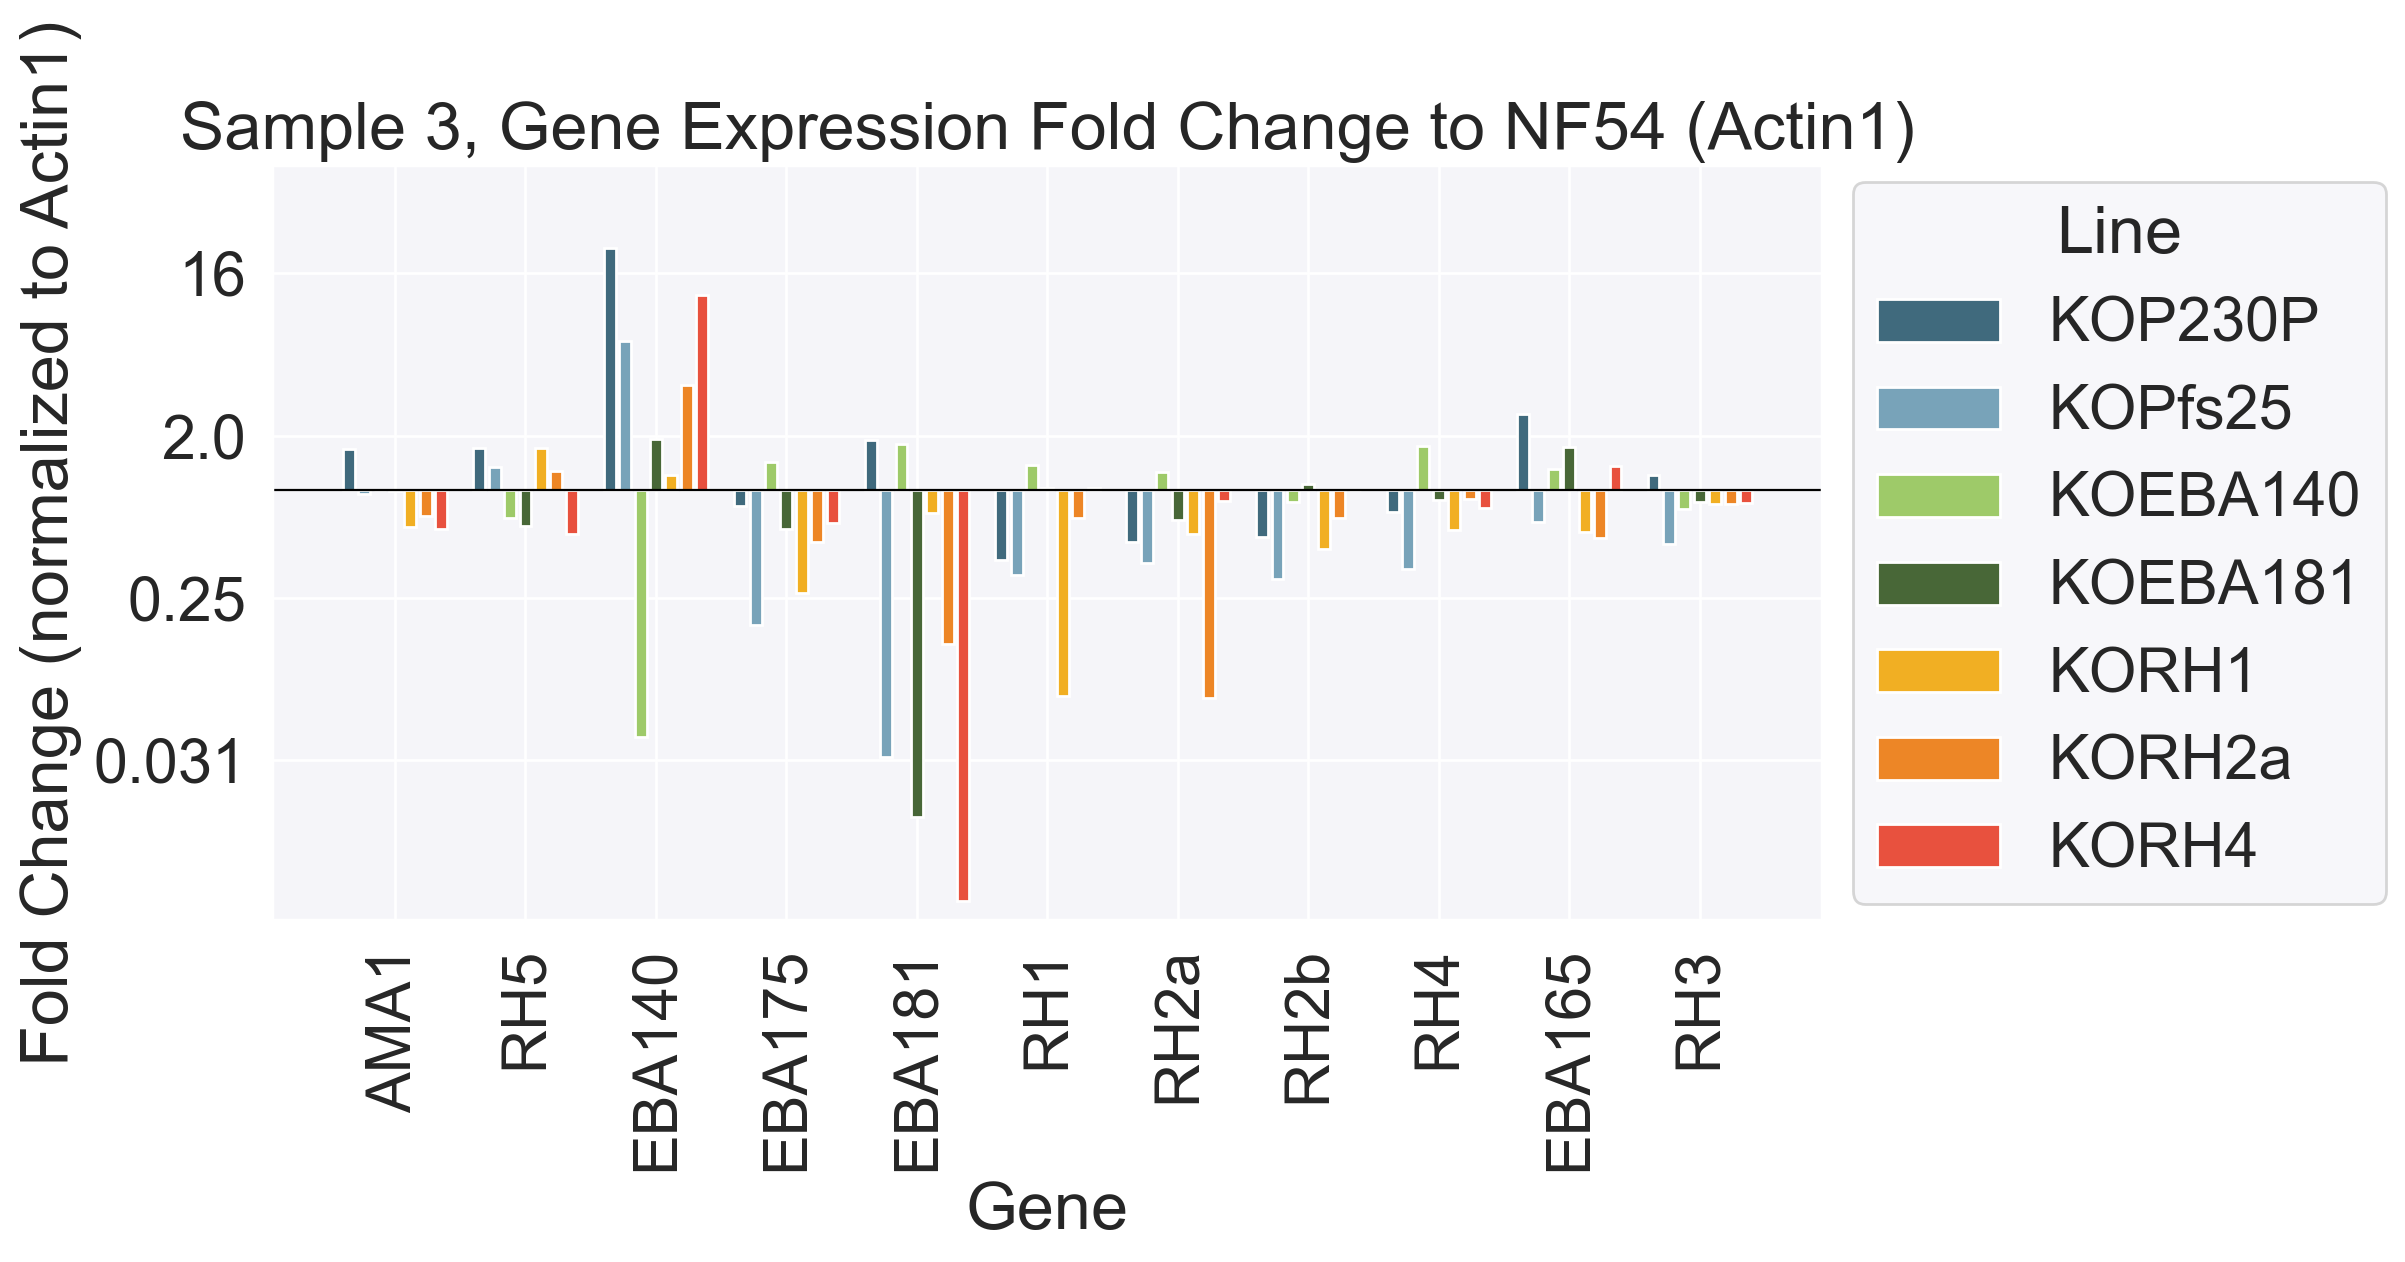 Sample 3, Gene Expression Fold Change to NF54 (Actin1)
Fold Change (normalized to Actin1)
16
2.0
0.25
0.031
AMA1
RH5
EBA140
EBA175
EBA181
RH1
RH2a
RH2b
RH4
EBA165
RH3
Gene
Line
KOP230P
KOPfs25
KOEBA140
KOEBA181
KORH1
KORH2a
KORH4